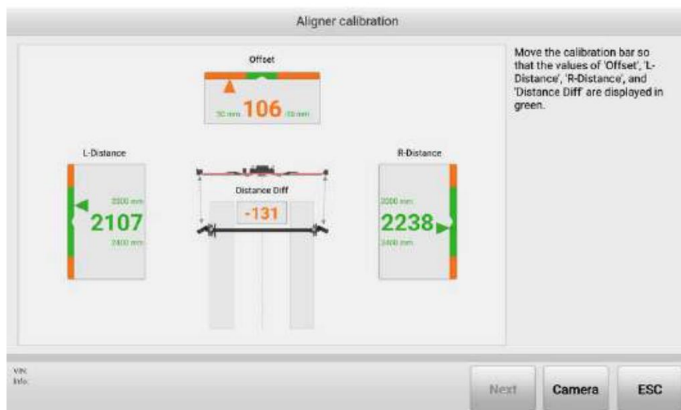 Aligner calibration
Offset
50 mm 106 -50 mm
L-Distance
2000 mm
2107
2400 mm
Distance Diff
-131
R-Distance
2000 mm
2238
2400 mm
Move the calibration bar so
that the values of 'Offset', 'L-
Distance', 'R-Distance', and
'Distance Diff' are displayed in
green.
VIN:
Info:
Next
Camera
ESC